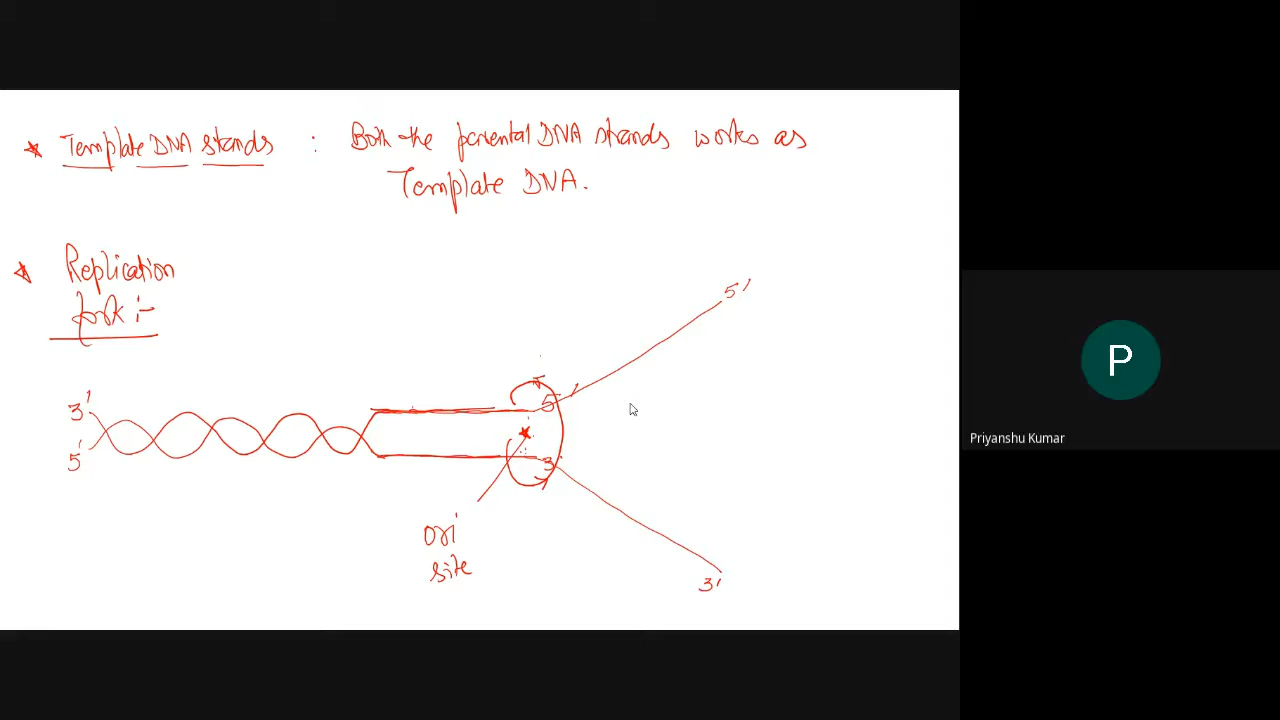 ★ Template DNA stands : Both the parental DNA strands works as
Template DNA.
★ Replication
fork :-
5'
3'
5'
5'
3'
ori
site
3'
P
Priyanshu Kumar